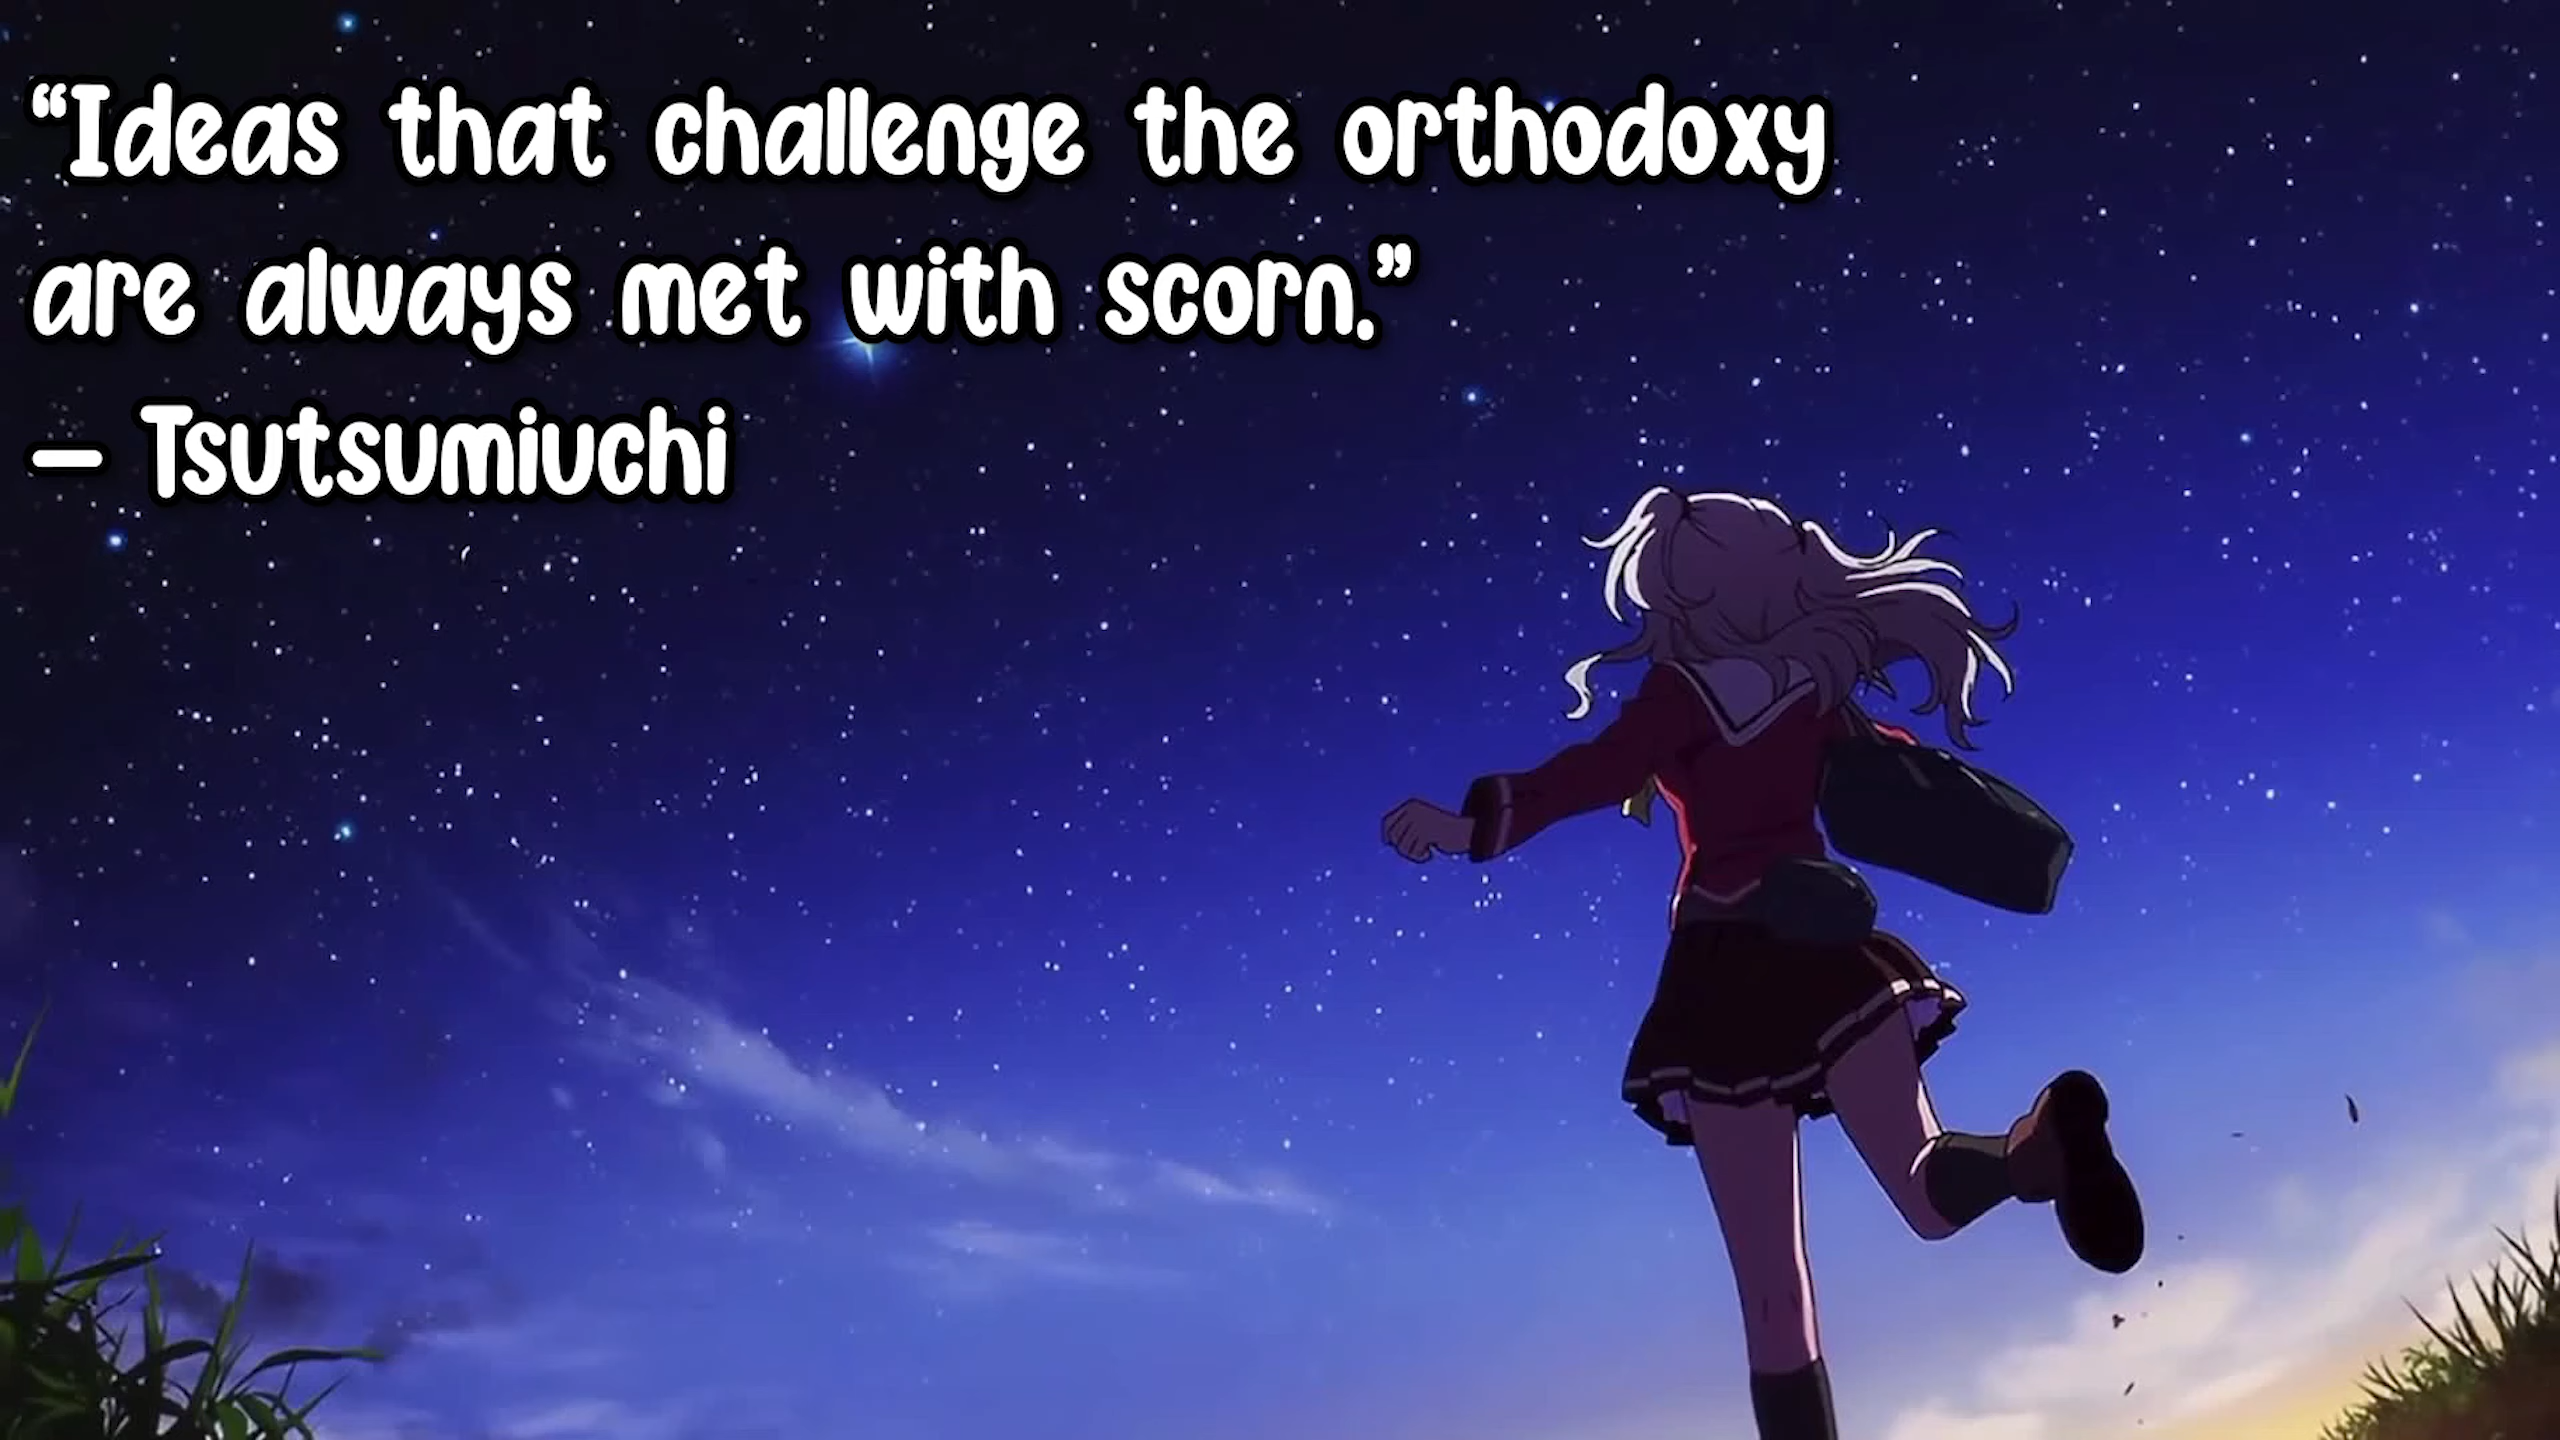 “Ideas that challenge the orthodoxy
are always met with scorn.”
— Tsutsumiuchi